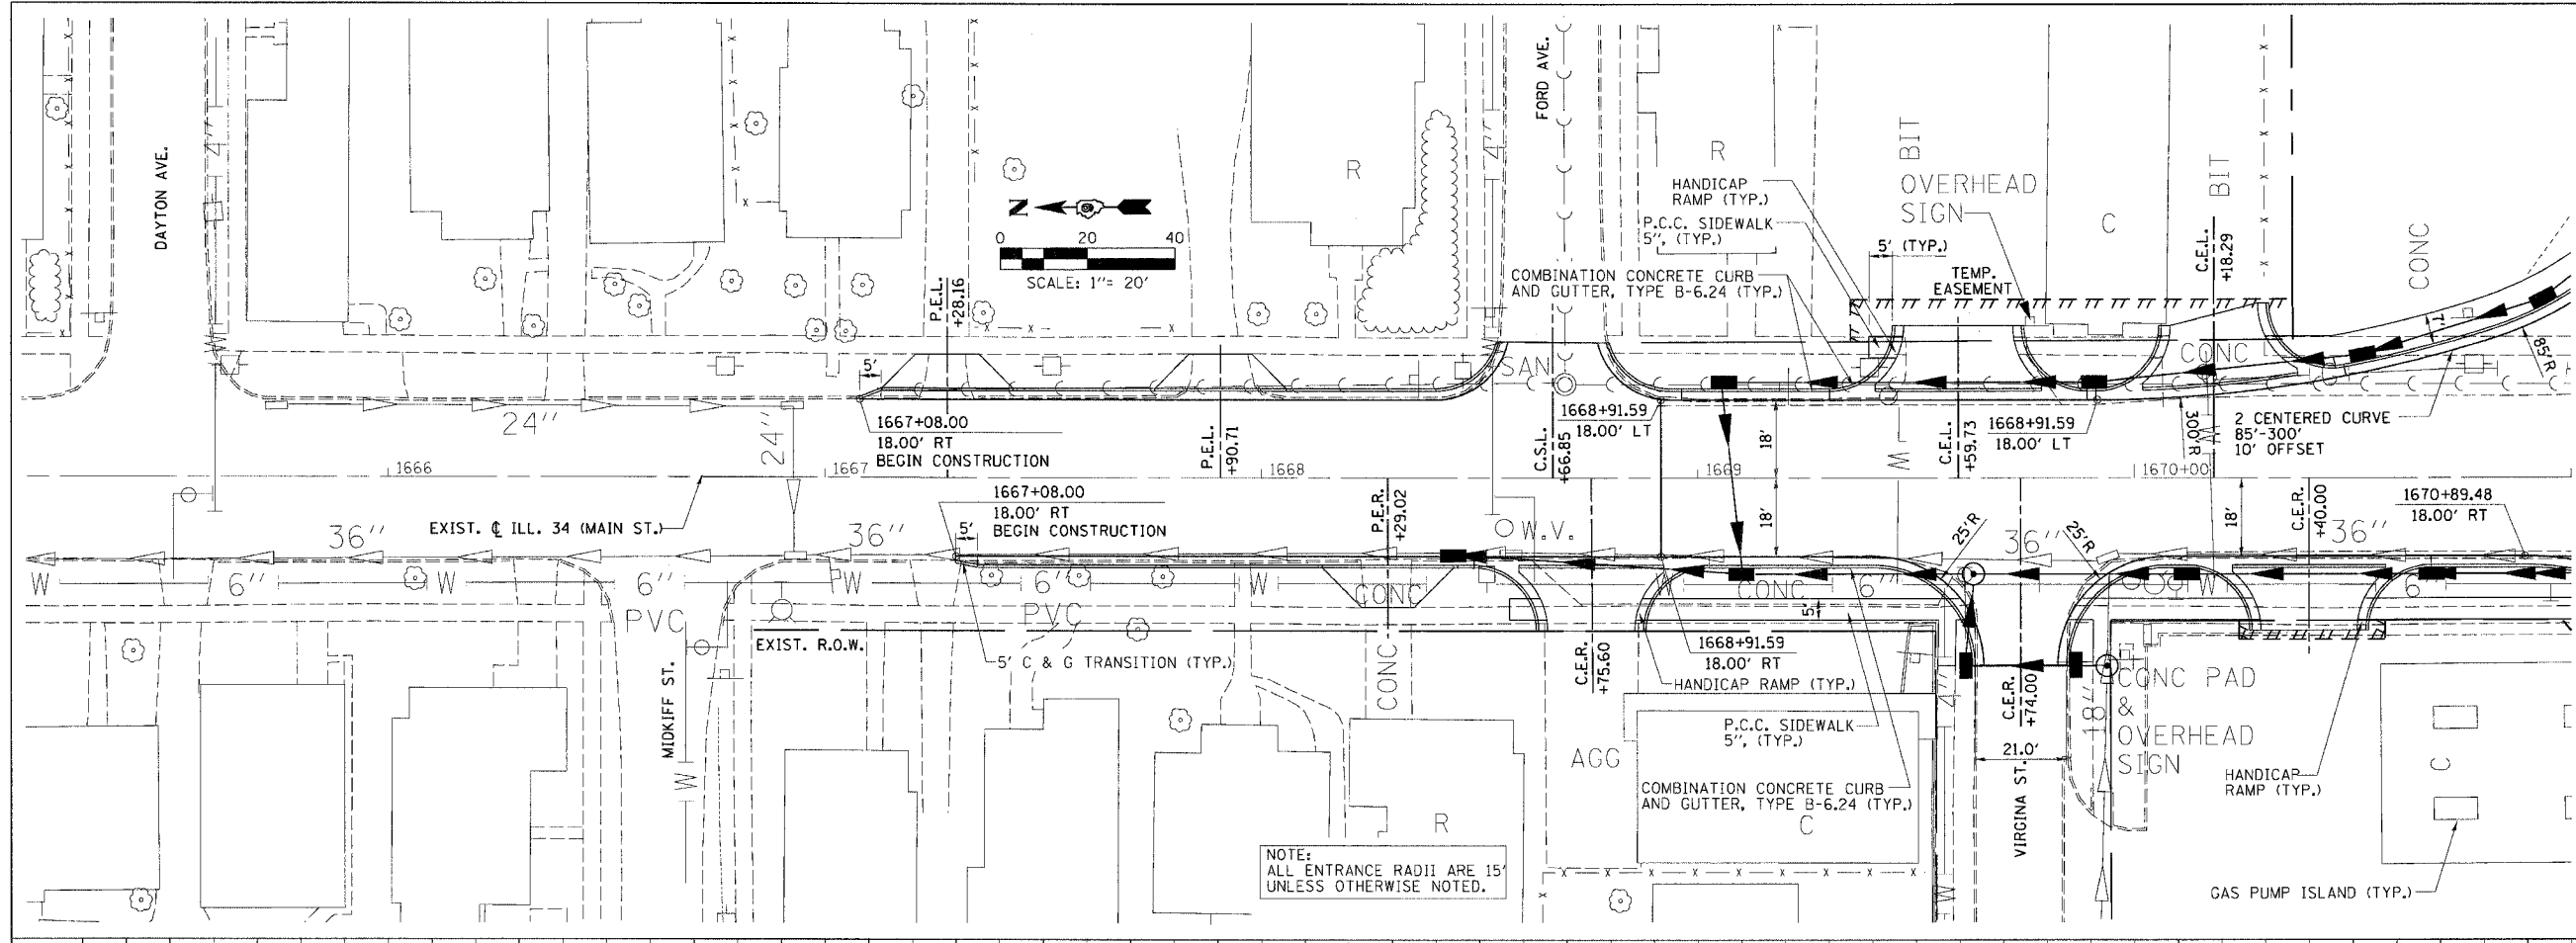 DAYTON AVE.
4"
N
0 20 40
SCALE: 1"= 20'
R
4"
FORD AVE.
R
HANDICAP
RAMP (TYP.)
P.C.C. SIDEWALK
5", (TYP.)
BIT
OVERHEAD
SIGN
5' (TYP.)
C
BIT
C.E.L.
+18.29
CONC
COMBINATION CONCRETE CURB
AND GUTTER, TYPE B-6.24 (TYP.)
TEMP.
EASEMENT
P.E.L.
+28.16
5'
SAN
CONC
7'
85'R
24"
24"
1667+08.00
18.00' RT
BEGIN CONSTRUCTION
P.E.L.
+90.71
C.S.L.
+66.85
1668+91.59
18.00' LT
18'
W
C.E.L.
+59.73
1668+91.59
18.00' LT
300'R
W
2 CENTERED CURVE
85'-300'
10' OFFSET
1666
1667
1668
1669
1670+00
EXIST. ℄ ILL. 34 (MAIN ST.)
1667+08.00
18.00' RT
BEGIN CONSTRUCTION
5'
P.E.R.
+29.02
W.V.
18'
25'R
25'R
18'
C.E.R.
+40.00
1670+89.48
18.00' RT
36"
36"
36"
36"
W
6"
W
6"
W
6"
W
CONC
W
CONC
6"
W
6"
PVC
PVC
5'
MIDKIFF ST.
W
EXIST. R.O.W.
5' C & G TRANSITION (TYP.)
CONC
C.E.R.
+75.60
1668+91.59
18.00' RT
HANDICAP RAMP (TYP.)
P.C.C. SIDEWALK
5", (TYP.)
4"
C.E.R.
+74.00
21.0'
VIRGINA ST.
18"
CONC PAD
&
OVERHEAD
SIGN
HANDICAP
RAMP (TYP.)
C
AGG
COMBINATION CONCRETE CURB
AND GUTTER, TYPE B-6.24 (TYP.)
C
R
W
NOTE:
ALL ENTRANCE RADII ARE 15'
UNLESS OTHERWISE NOTED.
GAS PUMP ISLAND (TYP.)